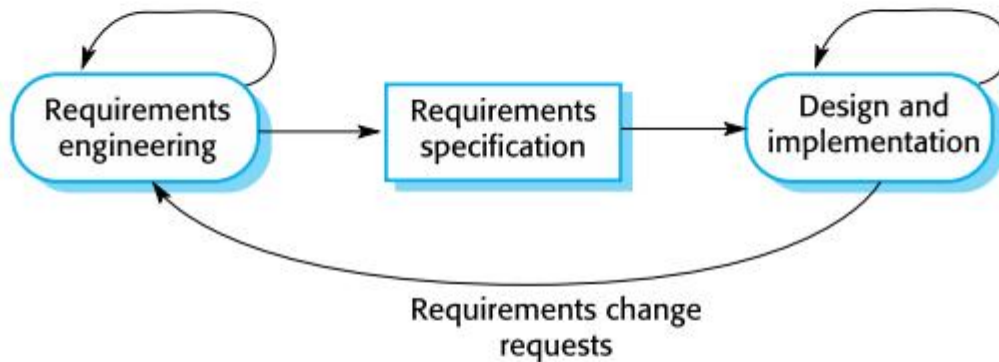 Requirements
engineering
Requirements
specification
Design and
implementation
Requirements change
requests